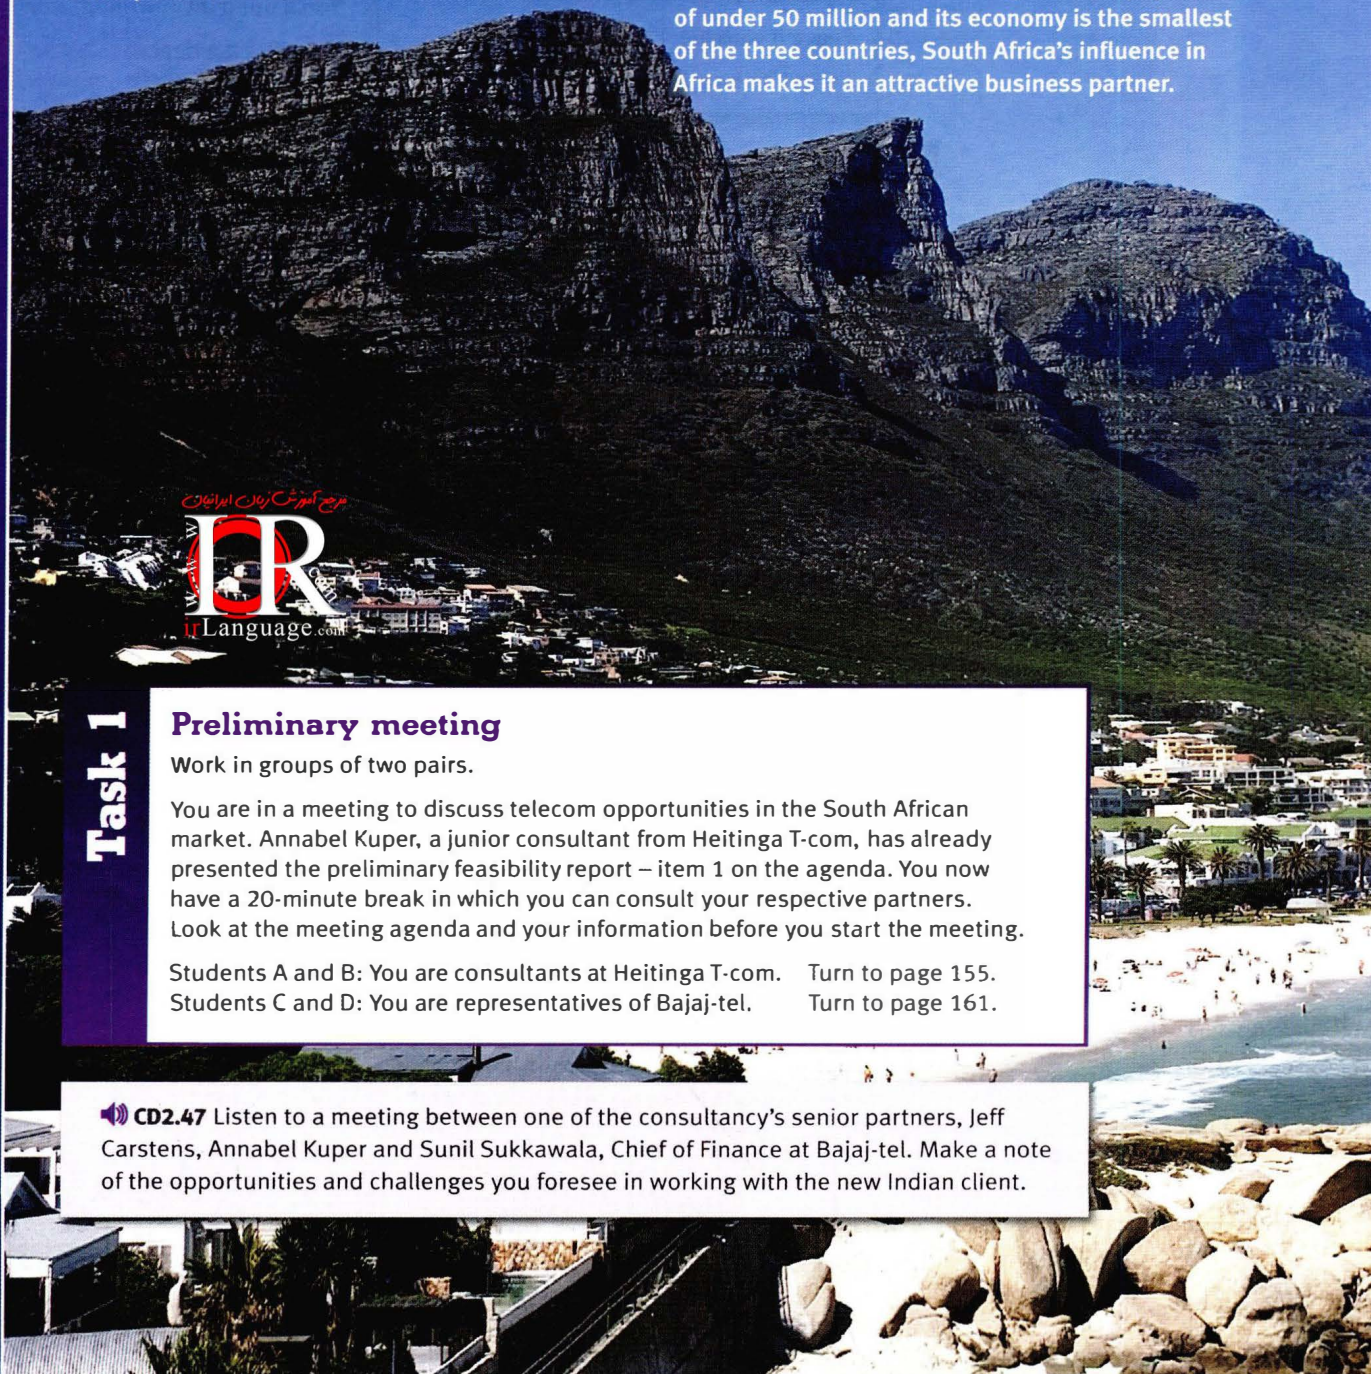 of under 50 million and its economy is the smallest
of the three countries, South Africa's influence in
Africa makes it an attractive business partner.
مرجع آموزش زبان ایرانیان
www.
IR
.com
irLanguage.com
Task 1
Preliminary meeting
Work in groups of two pairs.
You are in a meeting to discuss telecom opportunities in the South African
market. Annabel Kuper, a junior consultant from Heitinga T-com, has already
presented the preliminary feasibility report – item 1 on the agenda. You now
have a 20-minute break in which you can consult your respective partners.
Look at the meeting agenda and your information before you start the meeting.
Students A and B: You are consultants at Heitinga T-com. Turn to page 155.
Students C and D: You are representatives of Bajaj-tel. Turn to page 161.
CD2.47 Listen to a meeting between one of the consultancy's senior partners, Jeff
Carstens, Annabel Kuper and Sunil Sukkawala, Chief of Finance at Bajaj-tel. Make a note
of the opportunities and challenges you foresee in working with the new Indian client.